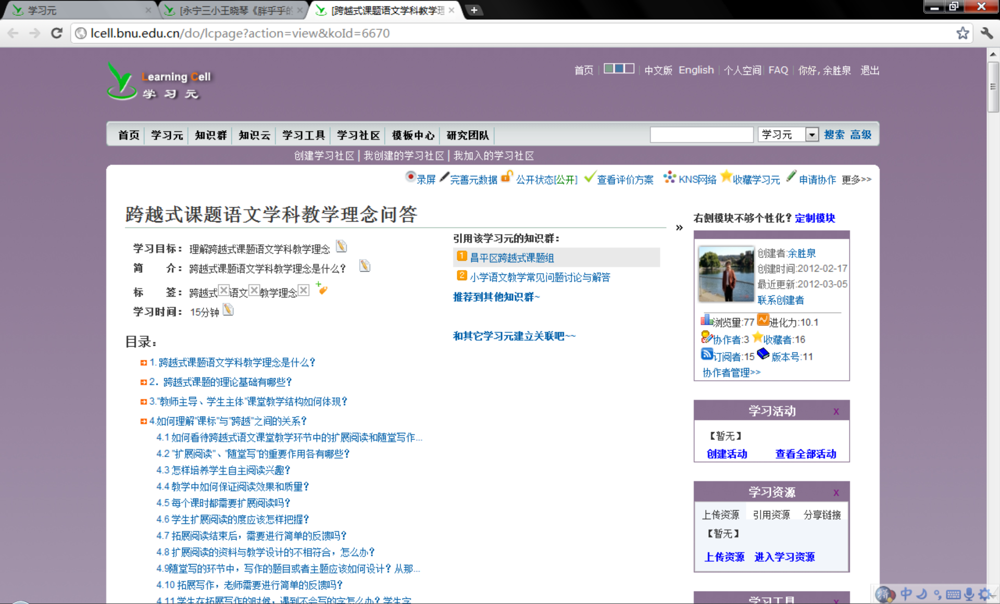 学习元
[永宁三小王晓琴《胖乎乎的
[跨越式课题语文学科教学理
lcell.bnu.edu.cn/do/lcpage?action=view&koId=6670
Learning Cell
学习元
首页 | 中文版 English | 个人空间 | FAQ | 你好,余胜泉 退出
首页 学习元 知识群 知识云 学习工具 学习社区 模板中心 研究团队 学习元 搜索 高级
创建学习社区 | 我创建的学习社区 | 我加入的学习社区
录屏 完善元数据 公开状态[公开] 查看评价方案 KNS网络 收藏学习元 申请协作 更多>>
跨越式课题语文学科教学理念问答
学习目标：理解跨越式课题语文学科教学理念
简 介：跨越式课题语文学科教学理念是什么？
标 签：跨越式 语文 教学理念
学习时间：15分钟
引用该学习元的知识群：
1 昌平区跨越式课题组
2 小学语文教学常见问题讨论与解答
推荐到其他知识群~
和其它学习元建立关联吧~~
目录：
1.跨越式课题语文学科教学理念是什么？
2．跨越式课题的理论基础有哪些？
3."教师主导、学生主体"课堂教学结构如何体现？
4.如何理解"课标"与"跨越"之间的关系？
4.1 如何看待跨越式语文课堂教学环节中的扩展阅读和随堂写作...
4.2 "扩展阅读"、"随堂写"的重要作用各有哪些？
4.3 怎样培养学生自主阅读兴趣？
4.4 教学中如何保证阅读效果和质量？
4.5 每个课时都需要扩展阅读吗？
4.6 学生扩展阅读的度应该怎样把握？
4.7 拓展阅读结束后，需要进行简单的反馈吗？
4.8 扩展阅读的资料与教学设计的不相符合，怎么办？
4.9随堂写的环节中，写作的题目或者主题应该如何设计？从那...
4.10 拓展写作，老师需要进行简单的反馈吗？
4.11 学生在拓展写作的时候，遇到不会写的字怎么办？学生字
»
右侧模块不够个性化？定制模块
创建者:余胜泉
创建时间:2012-02-17
最近更新:2012-03-05
联系创建者
浏览量:77 进化力:10.1
协作者:3 收藏者:16
订阅者:15 版本号:11
协作者管理>>
学习活动 x
【暂无】
创建活动 查看全部活动
学习资源 x
上传资源 引用资源 分享链接
【暂无】
上传资源 进入学习资源
学习工具 x
中